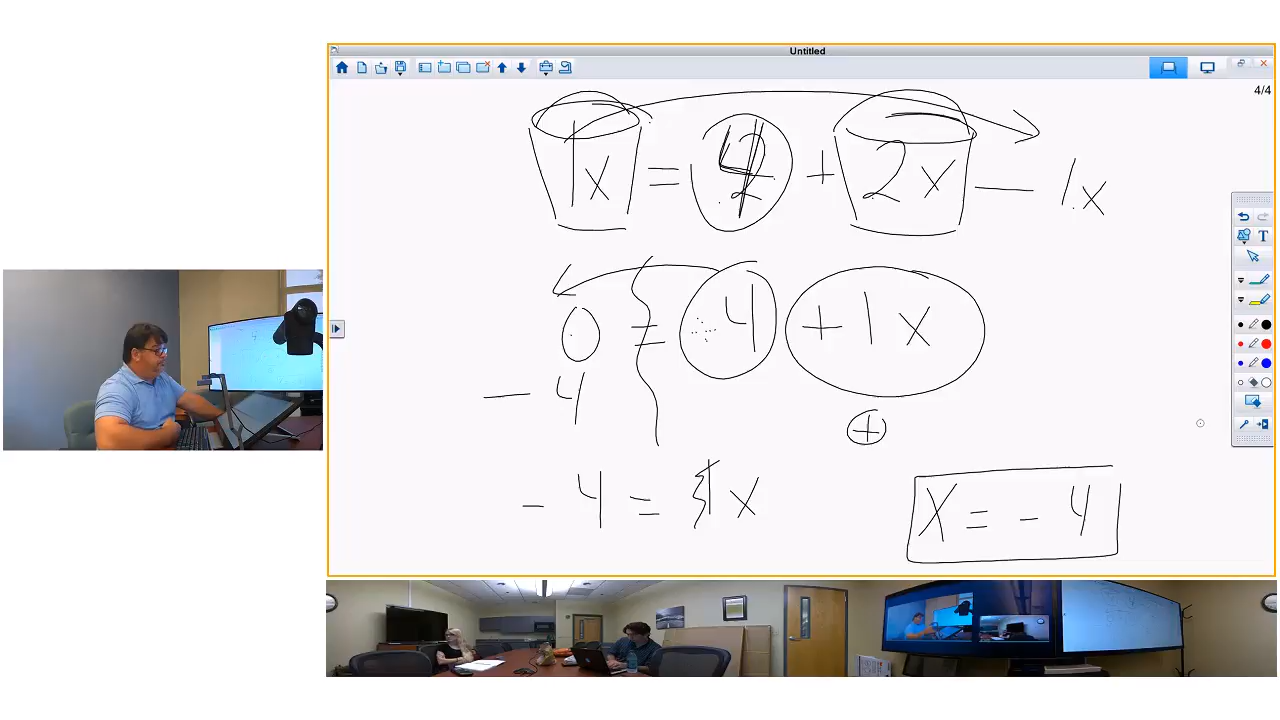 Untitled
4/4
1x = 4 + 2x - 1x
0 = 4 + 1x
- 4
+
- 4 = 1x
x = - 4
T